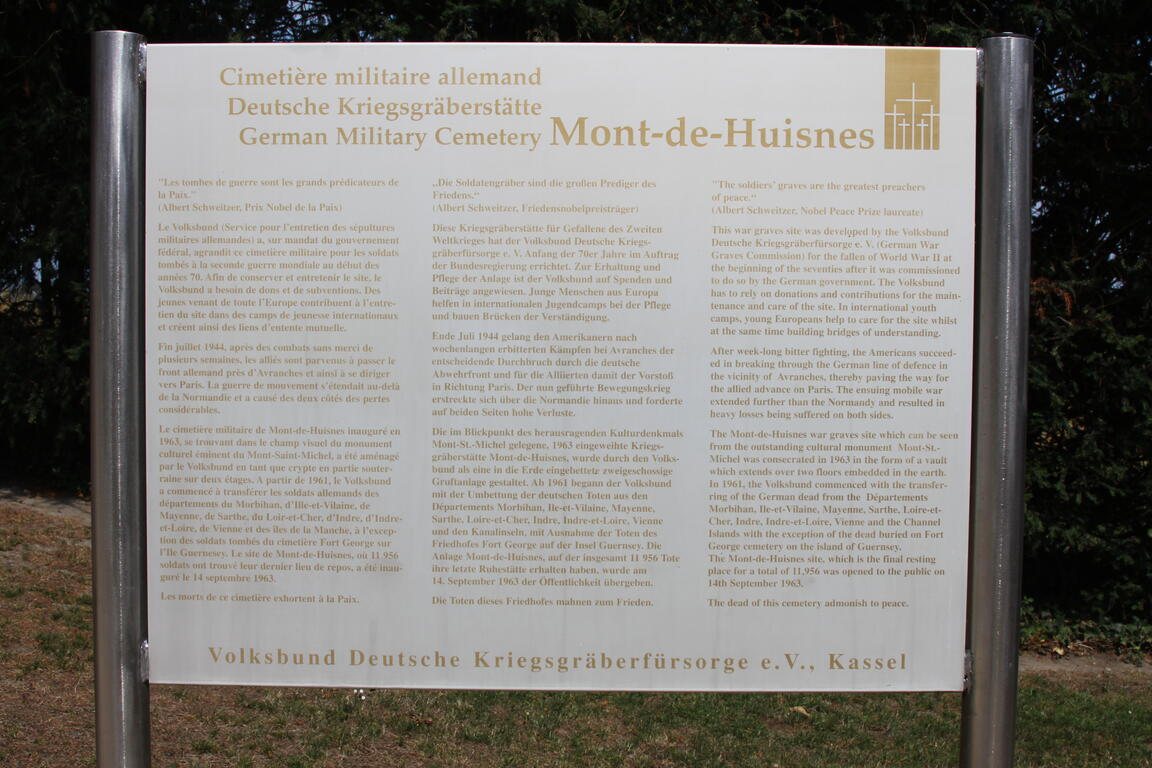 Cimetière militaire allemand
Deutsche Kriegsgräberstätte
German Military Cemetery Mont-de-Huisnes
"Les tombes de guerre sont les grands prédicateurs de
la Paix."
(Albert Schweitzer, Prix Nobel de la Paix)
Le Volksbund (Service pour l'entretien des sépultures
militaires allemandes) a, sur mandat du gouvernement
fédéral, agrandit ce cimetière militaire pour les soldats
tombés à la seconde guerre mondiale au début des
années 70. Afin de conserver et entretenir le site, le
Volksbund a besoin de dons et de subventions. Des
jeunes venant de toute l'Europe contribuent à l'entre-
tien du site dans des camps de jeunesse internationaux
et créent ainsi des liens d'entente mutuelle.
Fin juillet 1944, après des combats sans merci de
plusieurs semaines, les alliés sont parvenus à passer le
front allemand près d'Avranches et ainsi à se diriger
vers Paris. La guerre de mouvement s'étendait au-delà
de la Normandie et a causé des deux côtés des pertes
considérables.
Le cimetière militaire de Mont-de-Huisnes inauguré en
1963, se trouvant dans le champ visuel du monument
culturel éminent du Mont-Saint-Michel, a été aménagé
par le Volksbund en tant que crypte en partie souter-
raine sur deux étages. A partir de 1961, le Volksbund
a commencé à transférer les soldats allemands des
départements du Morbihan, d'Ille-et-Vilaine, de
Mayenne, de Sarthe, du Loir-et-Cher, d'Indre, d'Indre-
et-Loire, de Vienne et des îles de la Manche, à l'excep-
tion des soldats tombés du cimetière Fort George sur
l'Ile Guernesey. Le site de Mont-de-Huisnes, où 11.956
soldats ont trouvé leur dernier lieu de repos, a été inau-
guré le 14 septembre 1963.
Les morts de ce cimetière exhortent à la Paix.
„Die Soldatengräber sind die großen Prediger des
Friedens.“
(Albert Schweitzer, Friedensnobelpreisträger)
Diese Kriegsgräberstätte für Gefallene des Zweiten
Weltkrieges hat der Volksbund Deutsche Kriegs-
gräberfürsorge e. V. Anfang der 70er Jahre im Auftrag
der Bundesregierung errichtet. Zur Erhaltung und
Pflege der Anlage ist der Volksbund auf Spenden und
Beiträge angewiesen. Junge Menschen aus Europa
helfen in internationalen Jugendcamps bei der Pflege
und bauen Brücken der Verständigung.
Ende Juli 1944 gelang den Amerikanern nach
wochenlangen erbitterten Kämpfen bei Avranches der
entscheidende Durchbruch durch die deutsche
Abwehrfront und für die Alliierten damit der Vorstoß
in Richtung Paris. Der nun geführte Bewegungskrieg
erstreckte sich über die Normandie hinaus und forderte
auf beiden Seiten hohe Verluste.
Die im Blickpunkt des herausragenden Kulturdenkmals
Mont-St.-Michel gelegene, 1963 eingeweihte Kriegs-
gräberstätte Mont-de-Huisnes, wurde durch den Volks-
bund als eine in die Erde eingebettete zweigeschossige
Gruftanlage gestaltet. Ab 1961 begann der Volksbund
mit der Umbettung der deutschen Toten aus den
Départements Morbihan, Ile-et-Vilaine, Mayenne,
Sarthe, Loire-et-Cher, Indre, Indre-et-Loire, Vienne
und den Kanalinseln, mit Ausnahme der Toten des
Friedhofes Fort George auf der Insel Guernsey. Die
Anlage Mont-de-Huisnes, auf der insgesamt 11 956 Tote
ihre letzte Ruhestätte erhalten haben, wurde am
14. September 1963 der Öffentlichkeit übergeben.
Die Toten dieses Friedhofes mahnen zum Frieden.
"The soldiers' graves are the greatest preachers
of peace.“
(Albert Schweitzer, Nobel Peace Prize laureate)
This war graves site was developed by the Volksbund
Deutsche Kriegsgräberfürsorge e. V. (German War
Graves Commission) for the fallen of World War II at
the beginning of the seventies after it was commissioned
to do so by the German government. The Volksbund
has to rely on donations and contributions for the main-
tenance and care of the site. In international youth
camps, young Europeans help to care for the site whilst
at the same time building bridges of understanding.
After week-long bitter fighting, the Americans succeed-
ed in breaking through the German line of defence in
the vicinity of Avranches, thereby paving the way for
the allied advance on Paris. The ensuing mobile war
extended further than the Normandy and resulted in
heavy losses being suffered on both sides.
The Mont-de-Huisnes war graves site which can be seen
from the outstanding cultural monument Mont-St.-
Michel was consecrated in 1963 in the form of a vault
which extends over two floors embedded in the earth.
In 1961, the Volksbund commenced with the transfer-
ring of the German dead from the Départements
Morbihan, Ile-et-Vilaine, Mayenne, Sarthe, Loire-et-
Cher, Indre, Indre-et-Loire, Vienne and the Channel
Islands with the exception of the dead buried on Fort
George cemetery on the island of Guernsey.
The Mont-de-Huisnes site, which is the final resting
place for a total of 11,956 was opened to the public on
14th September 1963.
The dead of this cemetery admonish to peace.
Volksbund Deutsche Kriegsgräberfürsorge e.V., Kassel